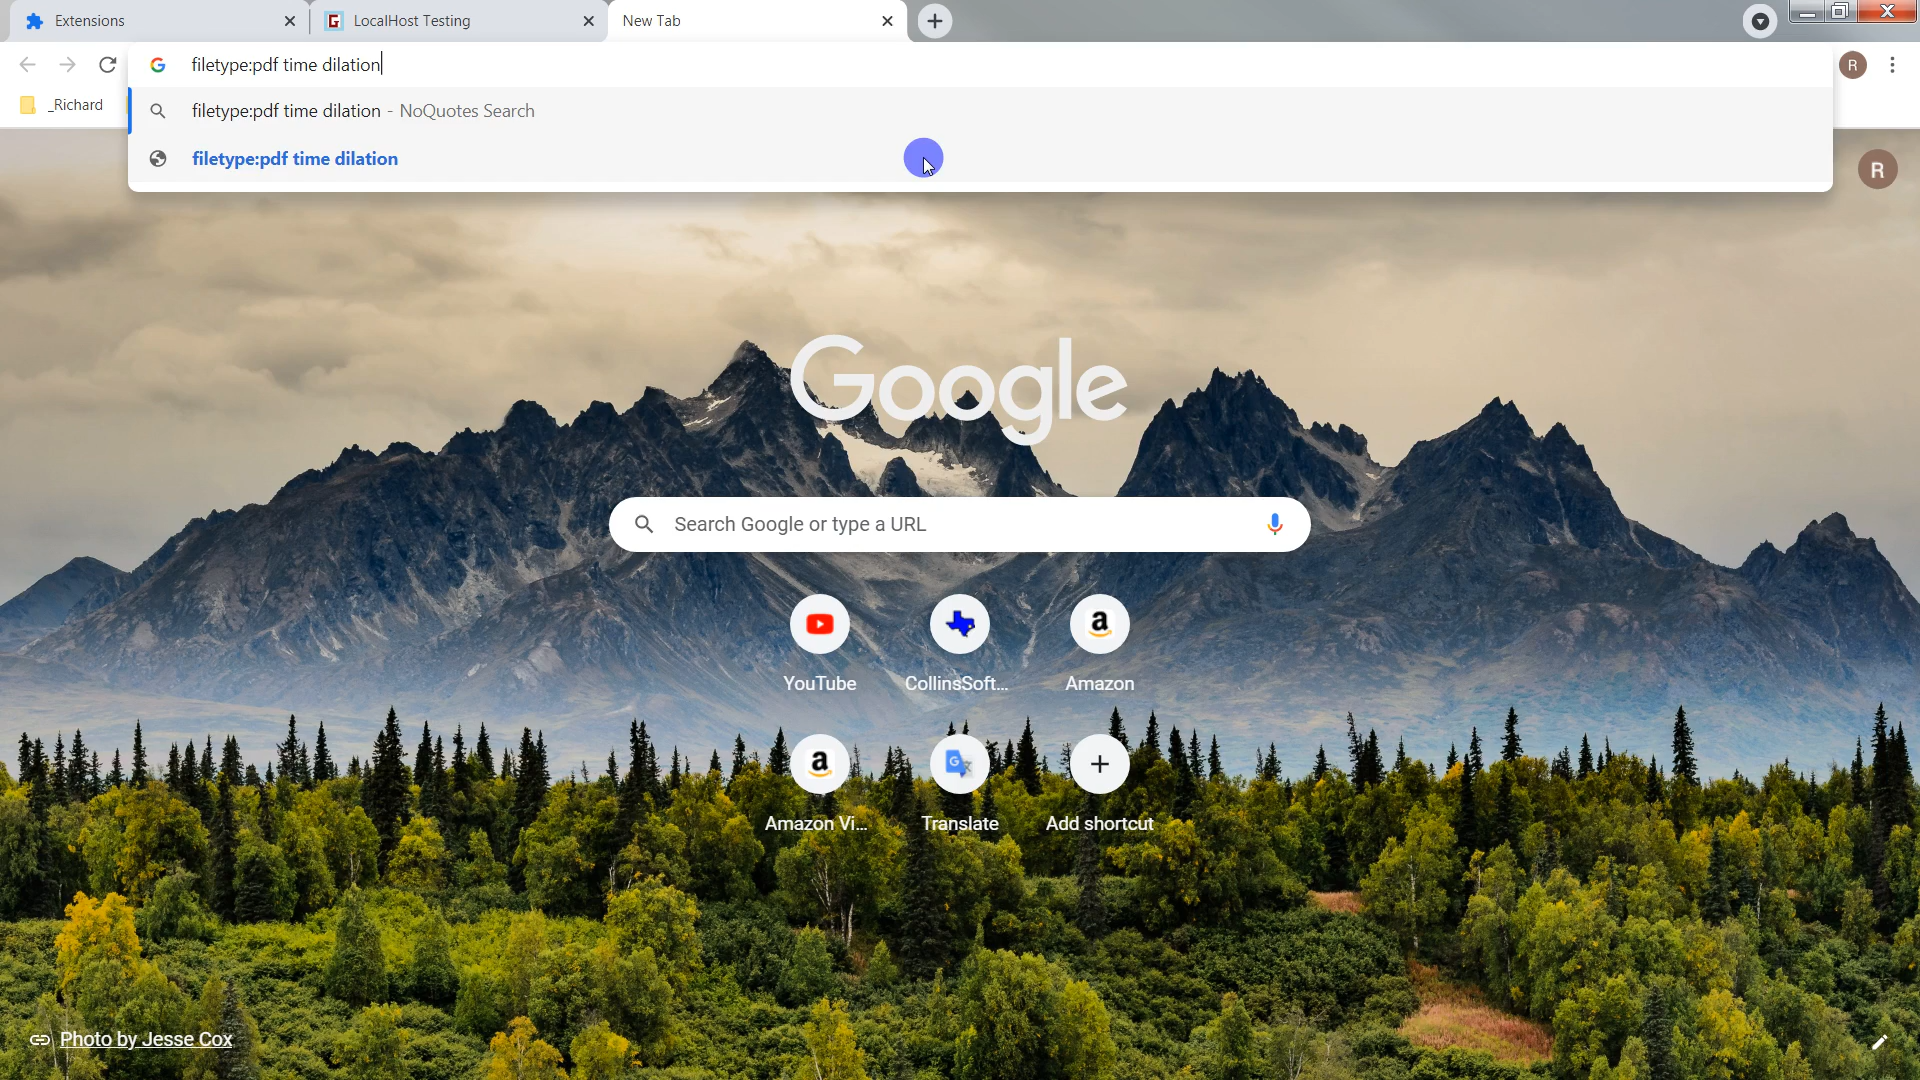 Extensions
LocalHost Testing
New Tab
filetype:pdf time dilation
R
_Richard
filetype:pdf time dilation - NoQuotes Search
filetype:pdf time dilation
R
Google
Search Google or type a URL
YouTube
CollinsSoft...
Amazon
Amazon Vi...
Translate
Add shortcut
Photo by Jesse Cox